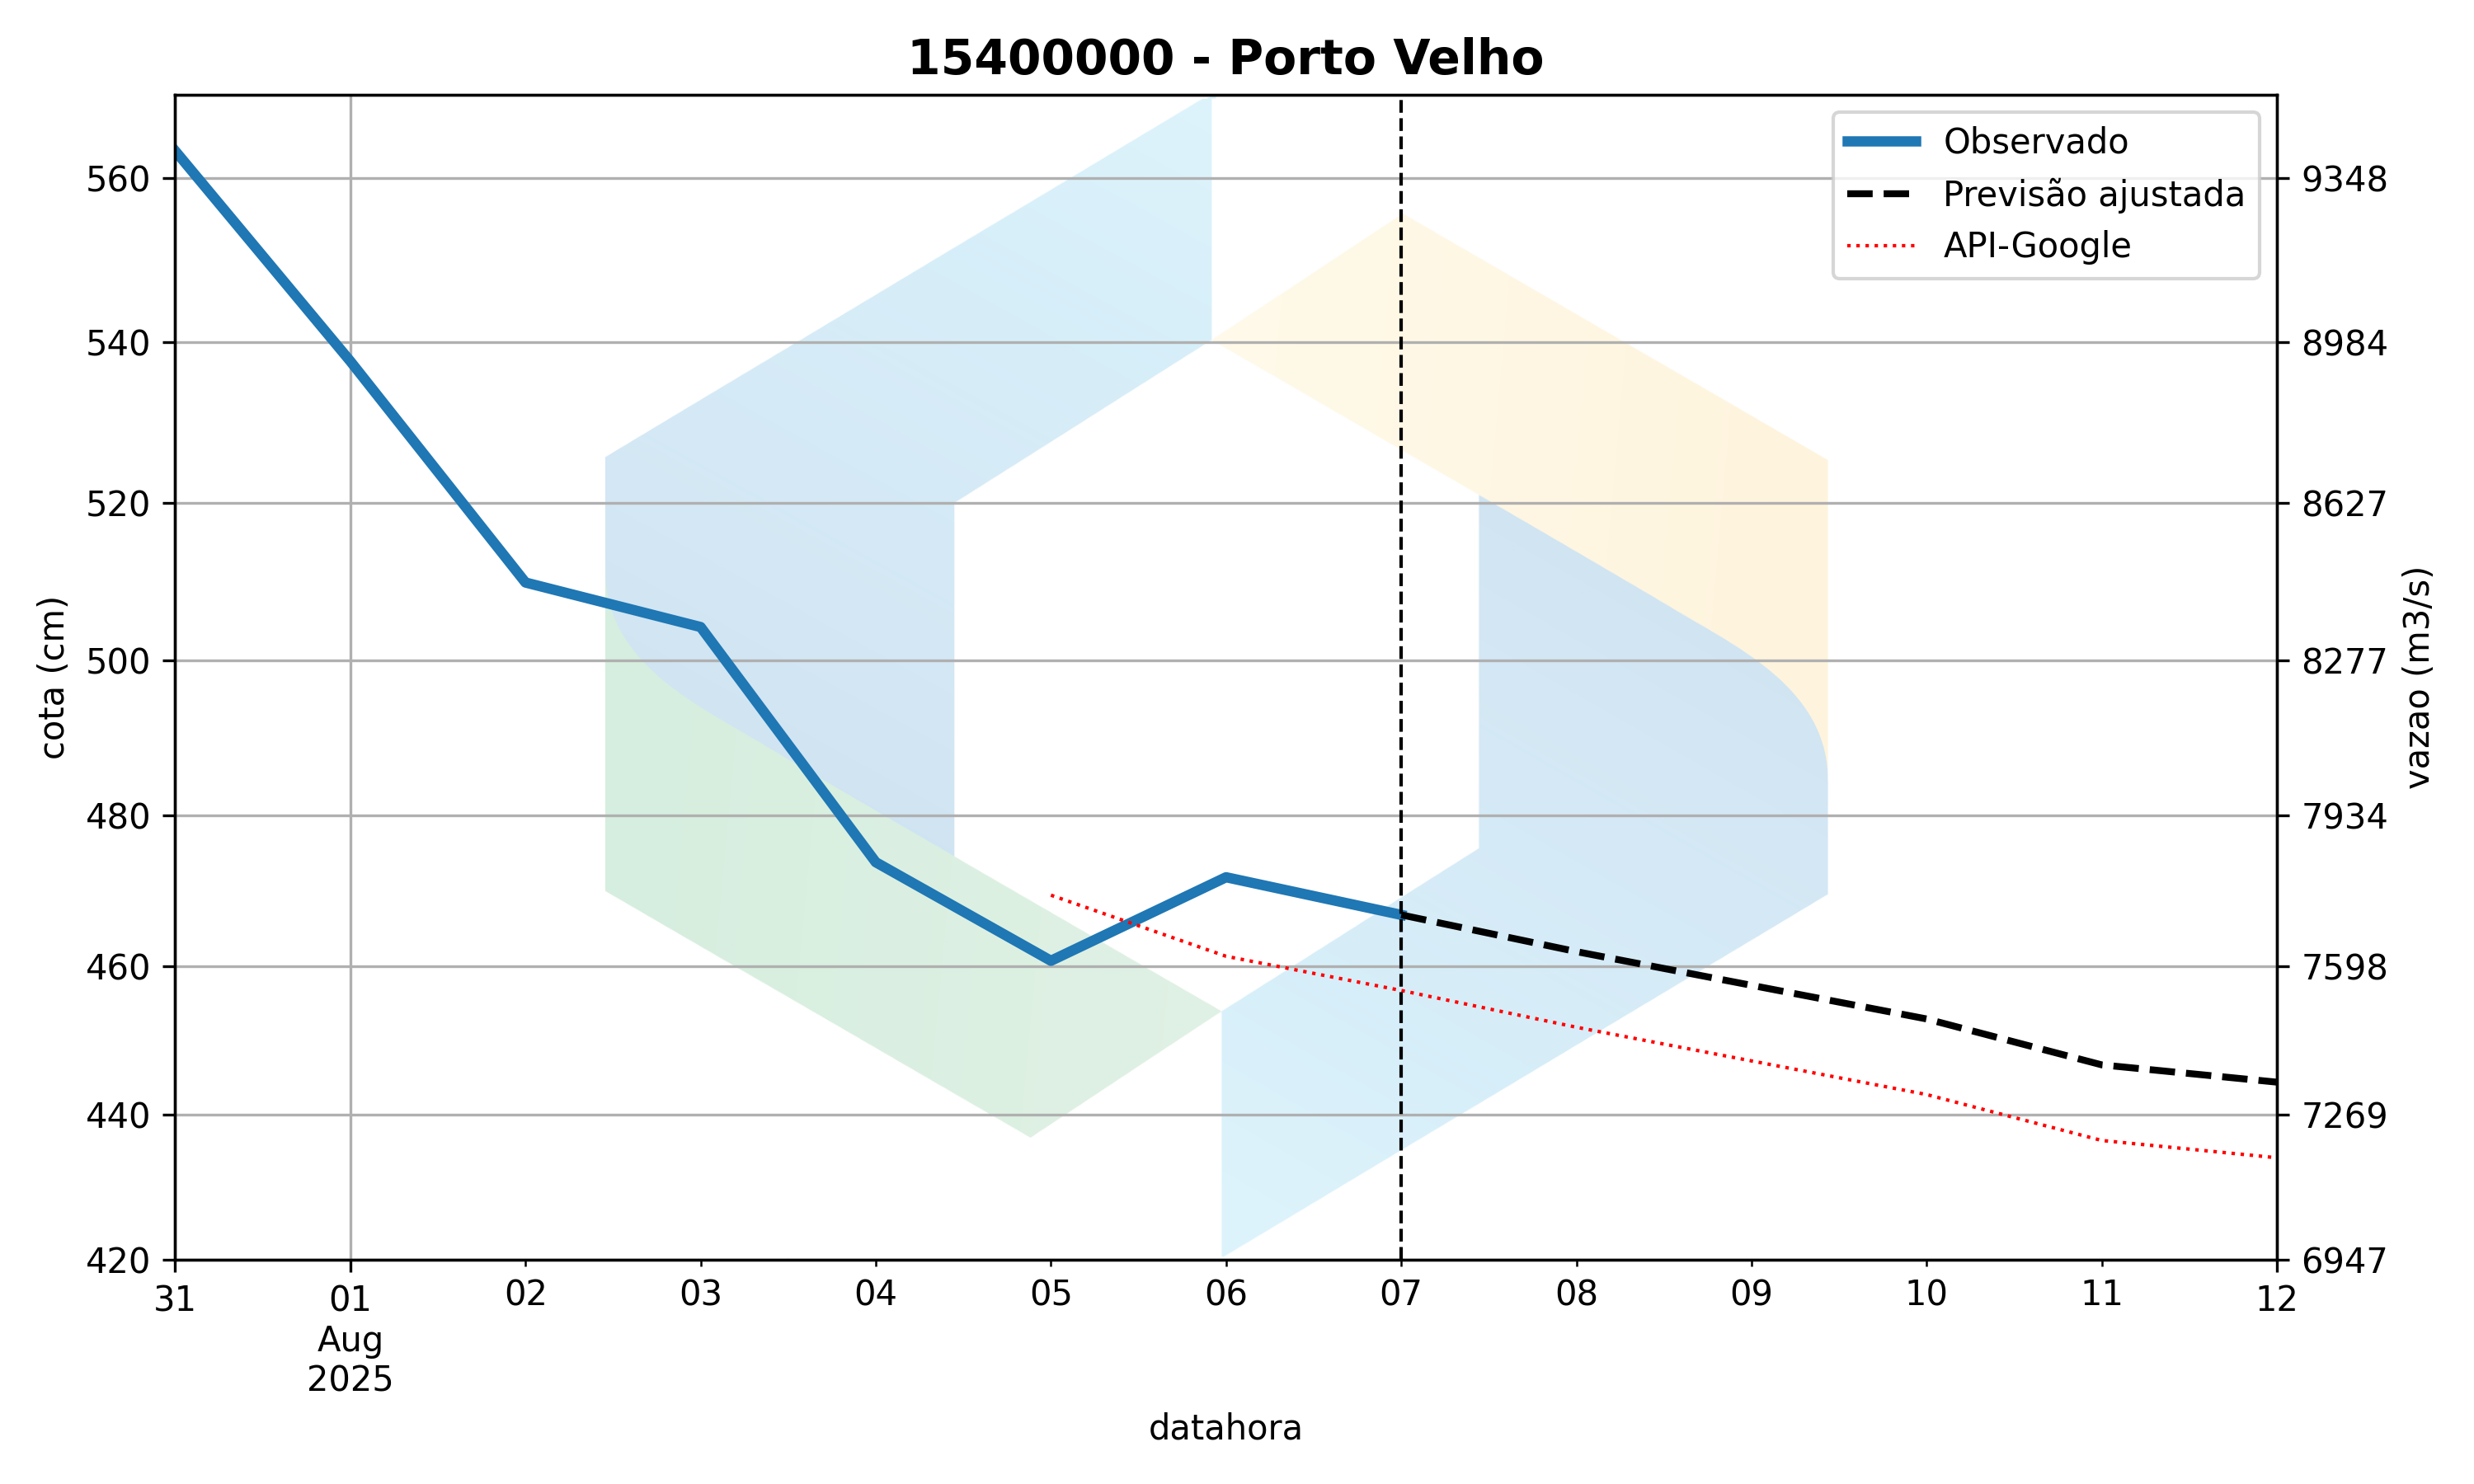 15400000 - Porto Velho
Observado
Previsão ajustada
API-Google
560
540
520
500
480
460
440
420
cota (cm)
9348
8984
8627
8277
7934
7598
7269
6947
vazao (m3/s)
31 01 02 03 04 05 06 07 08 09 10 11 12
Aug
2025
datahora